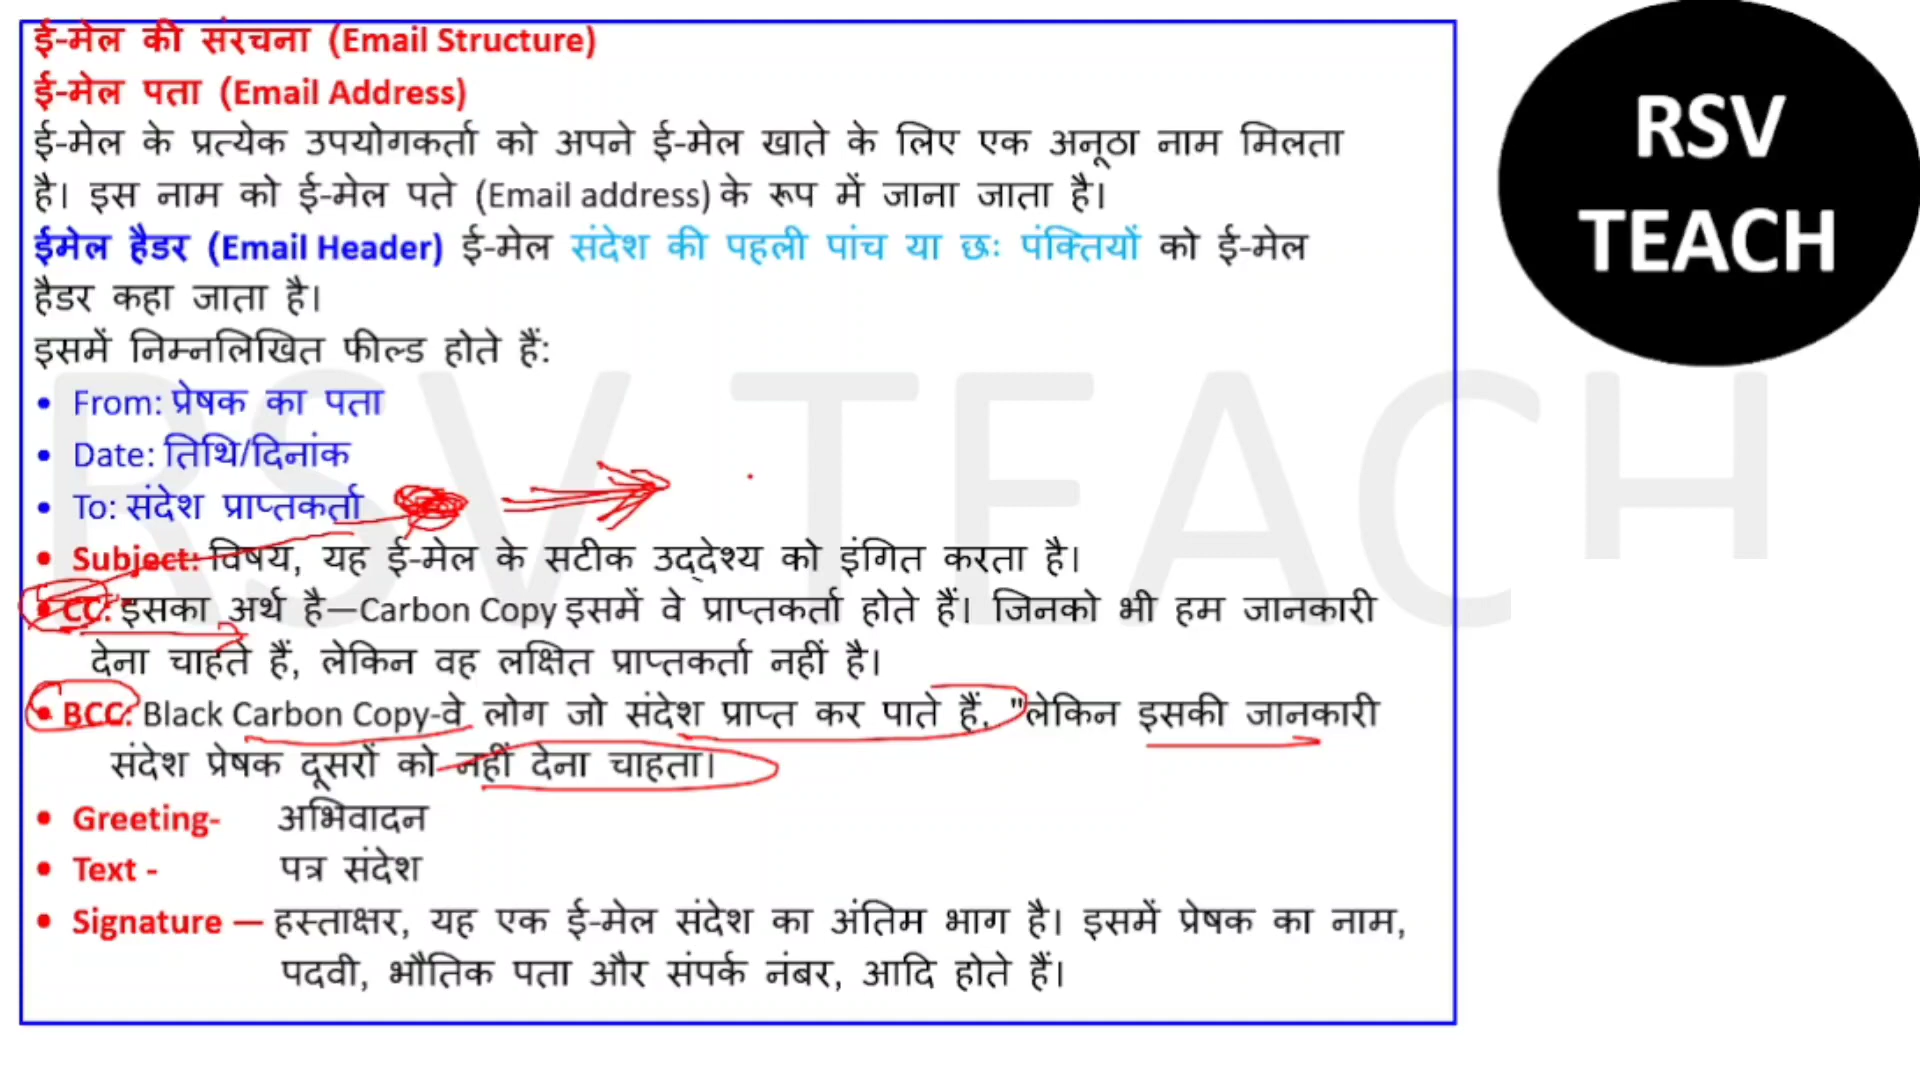 ई-मेल की संरचना (Email Structure)
ई-मेल पता (Email Address)
ई-मेल के प्रत्येक उपयोगकर्ता को अपने ई-मेल खाते के लिए एक अनूठा नाम मिलता
है। इस नाम को ई-मेल पते (Email address) के रूप में जाना जाता है।
ईमेल हैडर (Email Header) ई-मेल संदेश की पहली पांच या छः पंक्तियों को ई-मेल
हैडर कहा जाता है।
इसमें निम्नलिखित फील्ड होते हैं:
• From: प्रेषक का पता
• Date: तिथि/दिनांक
• To: संदेश प्राप्तकर्ता
• Subject: विषय, यह ई-मेल के सटीक उद्देश्य को इंगित करता है।
• CC: इसका अर्थ है—Carbon Copy इसमें वे प्राप्तकर्ता होते हैं। जिनको भी हम जानकारी
देना चाहते हैं, लेकिन वह लक्षित प्राप्तकर्ता नहीं है।
• BCC: Black Carbon Copy-वे लोग जो संदेश प्राप्त कर पाते हैं, "लेकिन इसकी जानकारी
संदेश प्रेषक दूसरों को नहीं देना चाहता।
• Greeting- अभिवादन
• Text - पत्र संदेश
• Signature — हस्ताक्षर, यह एक ई-मेल संदेश का अंतिम भाग है। इसमें प्रेषक का नाम,
पदवी, भौतिक पता और संपर्क नंबर, आदि होते हैं।
RSV
TEACH
RSV TEACH